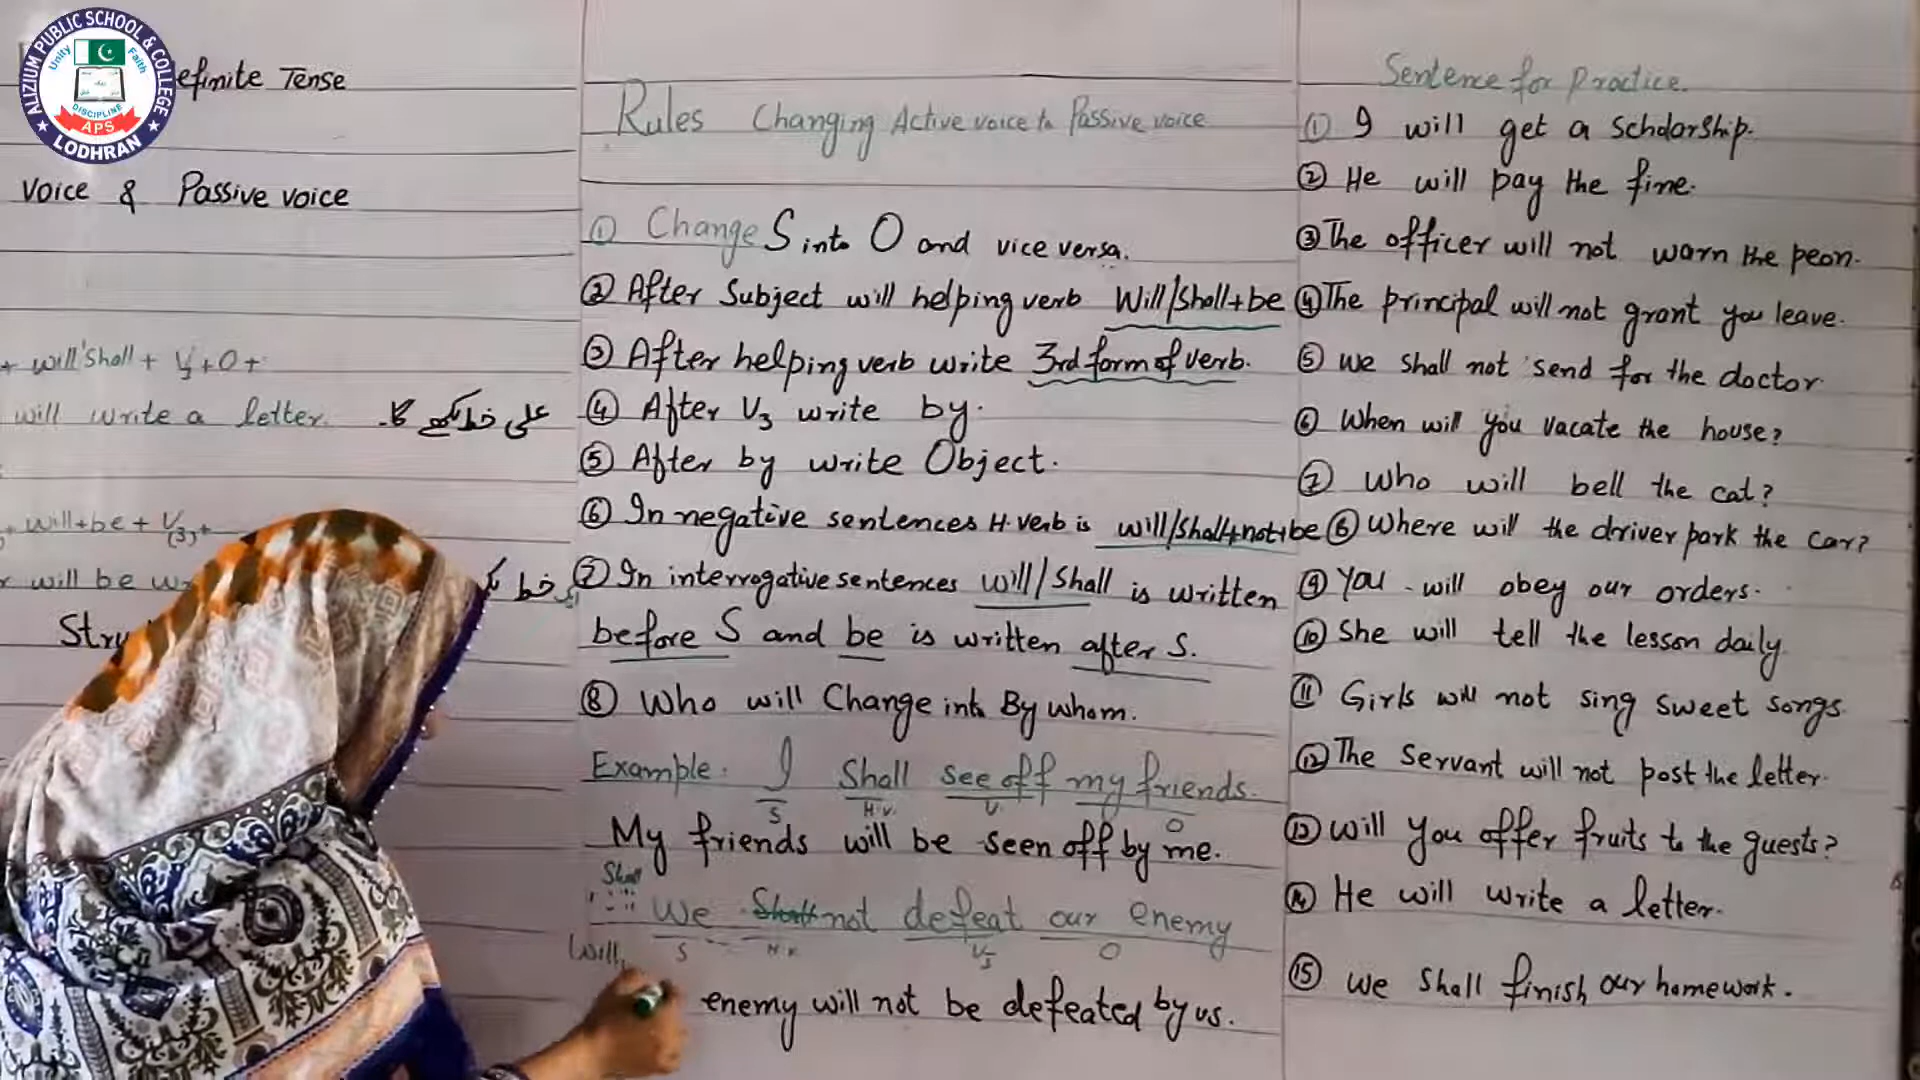 ALIZIUM PUBLIC SCHOOL & COLLEGE
Unity
Faith
DISCIPLINE
APS
LODHRAN
efinite Tense
Voice & Passive voice
+ will/shall + V + O +
will write a letter. علی خط لکھے گا۔
+ will+be + V(3)+
will be
خط
Rules Changing Active voice to Passive voice
① Change S into O and vice versa.
② After Subject will helping verb Will/Shall+be
③ After helping verb write 3rd form of verb.
④ After V3 write by.
⑤ After by write Object.
⑥ In negative sentences H.verb is will/shall+not+be
⑦ In interrogative sentences will/shall is written
before S and be is written after S.
⑧ Who will Change into By whom.
Example. I Shall see off my friends.
S H.V. V. O
My friends will be seen off by me.
Shall
We Shall not defeat our enemy
Will
S H.V O
enemy will not be defeated by us.
Sentence for Practice.
① I will get a scholarship.
② He will pay the fine.
③ The officer will not warn the peon.
④ The principal will not grant you leave.
⑤ We shall not send for the doctor.
⑥ When will you vacate the house?
⑦ Who will bell the cat?
⑧ Where will the driver park the car?
⑨ You will obey our orders.
⑩ She will tell the lesson daily.
⑪ Girls will not sing sweet songs.
⑫ The servant will not post the letter.
⑬ Will you offer fruits to the guests?
⑭ He will write a letter.
⑮ We shall finish our homework.